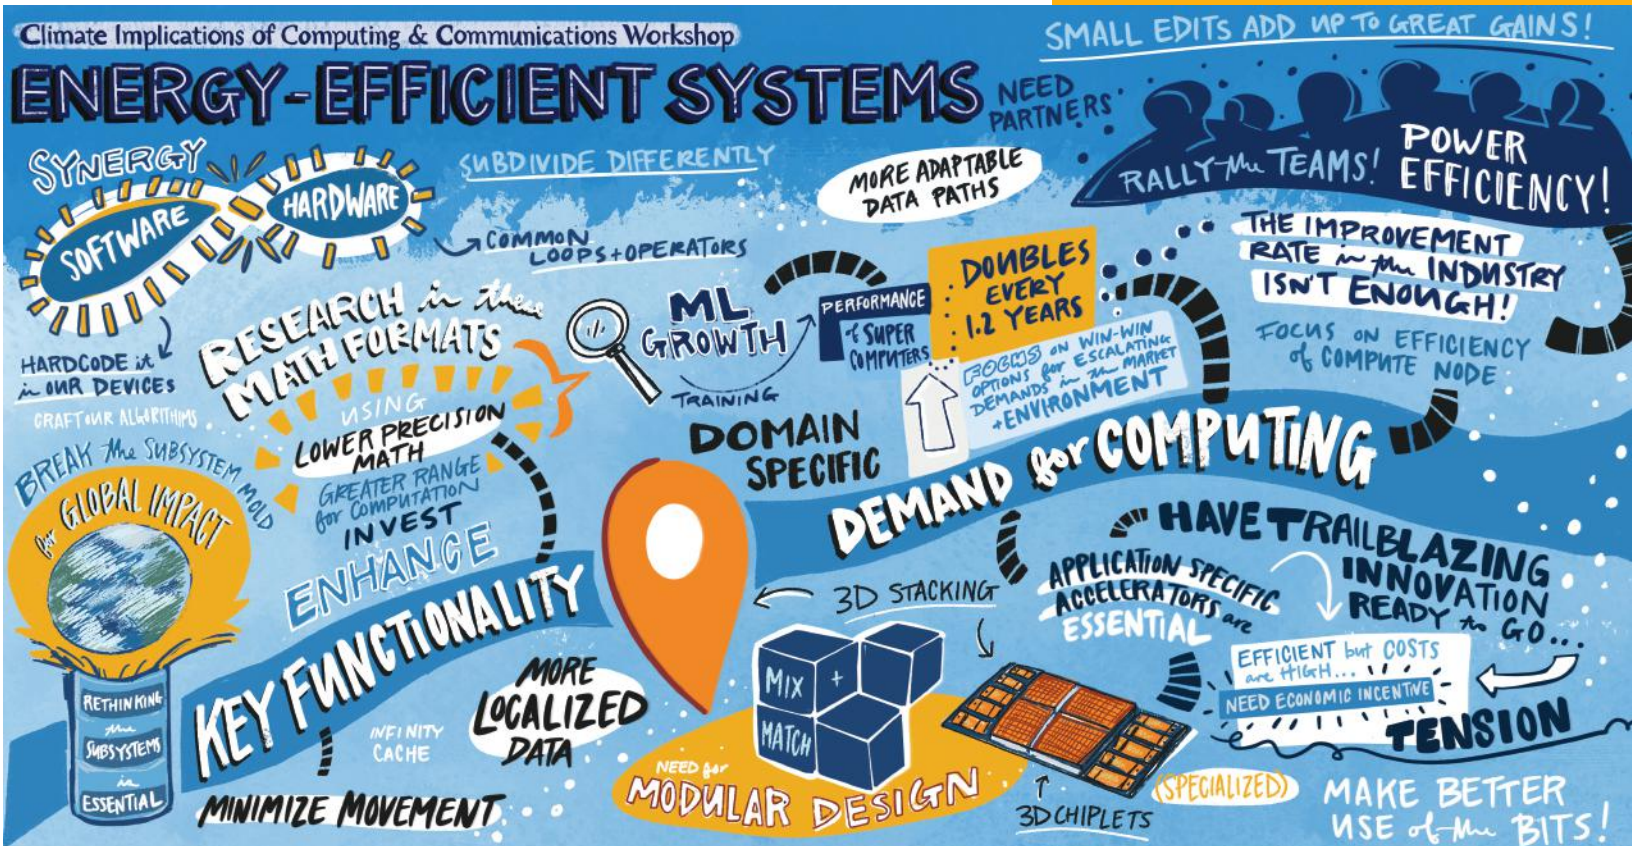 Climate Implications of Computing & Communications Workshop
ENERGY-EFFICIENT SYSTEMS
NEED
PARTNERS
SMALL EDITS ADD UP TO GREAT GAINS!
RALLY the TEAMS!
POWER
EFFICIENCY!
SYNERGY
SOFTWARE
HARDWARE
SUBDIVIDE DIFFERENTLY
COMMON
LOOPS + OPERATORS
MORE ADAPTABLE
DATA PATHS
THE IMPROVEMENT
RATE in the INDUSTRY
ISN'T ENOUGH!
FOCUS ON EFFICIENCY
of COMPUTE NODE
HARDCODE it
in OUR DEVICES
CRAFT OUR ALGORITHIMS
RESEARCH in these
MATH FORMATS
USING
LOWER PRECISION
MATH
GREATER RANGE
for COMPUTATION
INVEST
ENHANCE
ML
GROWTH
TRAINING
PERFORMANCE
of SUPER
COMPUTERS
DOUBLES
EVERY
1.2 YEARS
FOCUS ON WIN-WIN
OPTIONS for ESCALATING
DEMANDS in the MARKET
+ ENVIRONMENT
DOMAIN
SPECIFIC
DEMAND for COMPUTING
BREAK the SUBSYSTEM MOLD
for GLOBAL IMPACT
RETHINKING
the
SUBSYSTEMS
is
ESSENTIAL
KEY FUNCTIONALITY
INFINITY
CACHE
MINIMIZE MOVEMENT
MORE
LOCALIZED
DATA
3D STACKING
MIX +
MATCH
NEED for
MODULAR DESIGN
3D CHIPLETS
(SPECIALIZED)
APPLICATION SPECIFIC
ACCELERATORS are
ESSENTIAL
HAVE TRAILBLAZING
INNOVATION
READY to GO...
EFFICIENT but COSTS
are HIGH...
NEED ECONOMIC INCENTIVE
TENSION
MAKE BETTER
USE of the BITS!